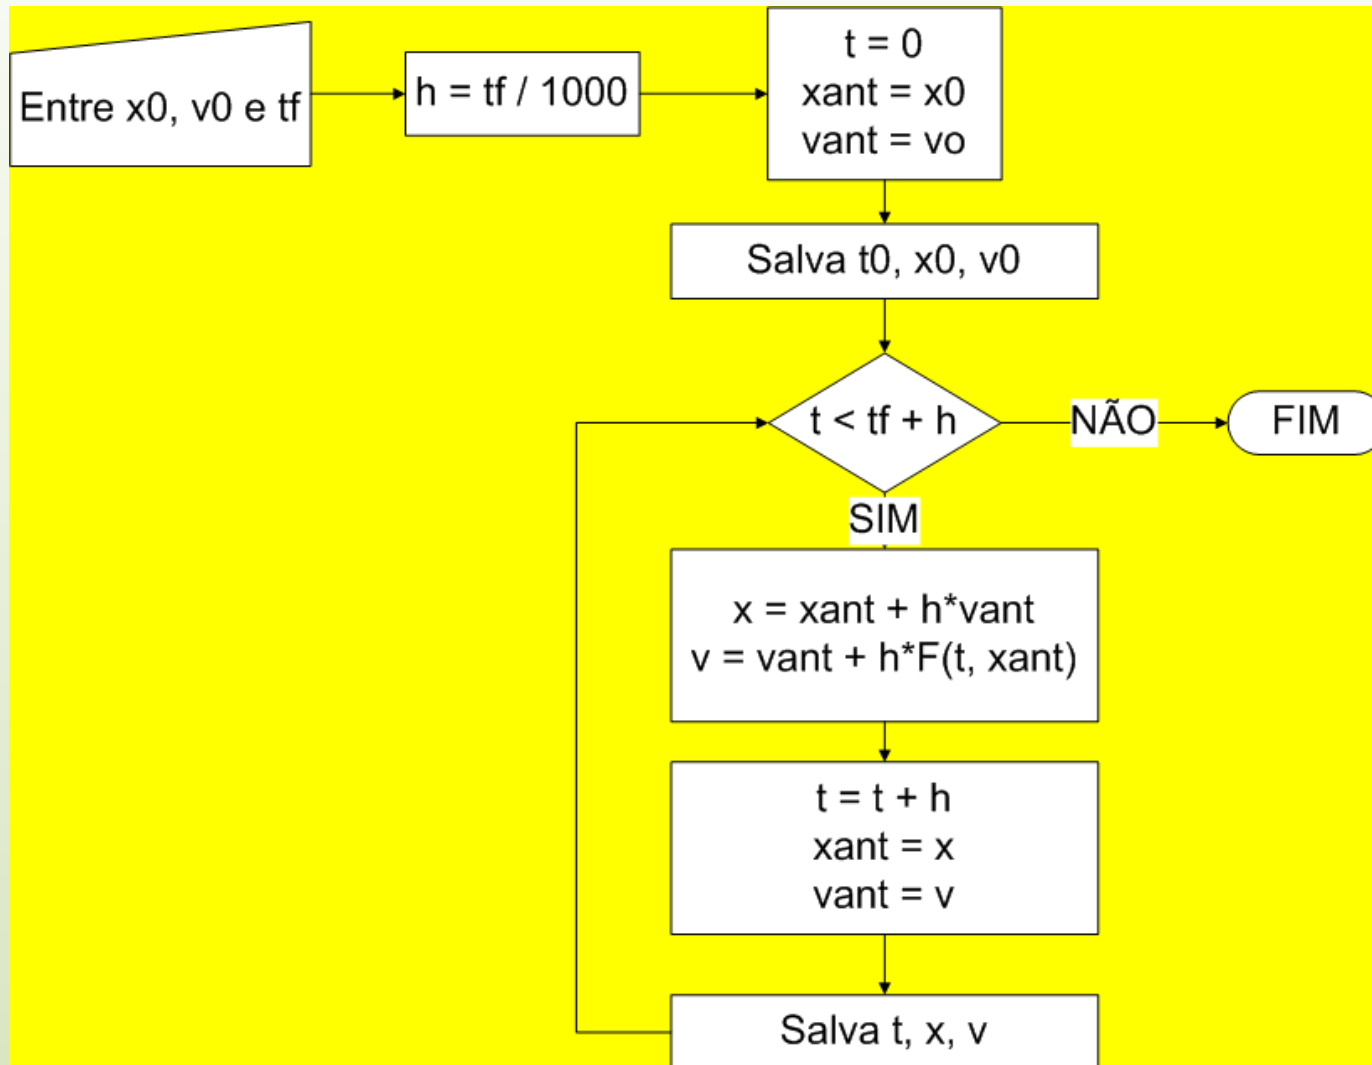 Entre x0, v0 e tf
h = tf / 1000
t = 0
xant = x0
vant = vo
Salva t0, x0, v0
t < tf + h
NÃO
FIM
SIM
x = xant + h*vant
v = vant + h*F(t, xant)
t = t + h
xant = x
vant = v
Salva t, x, v